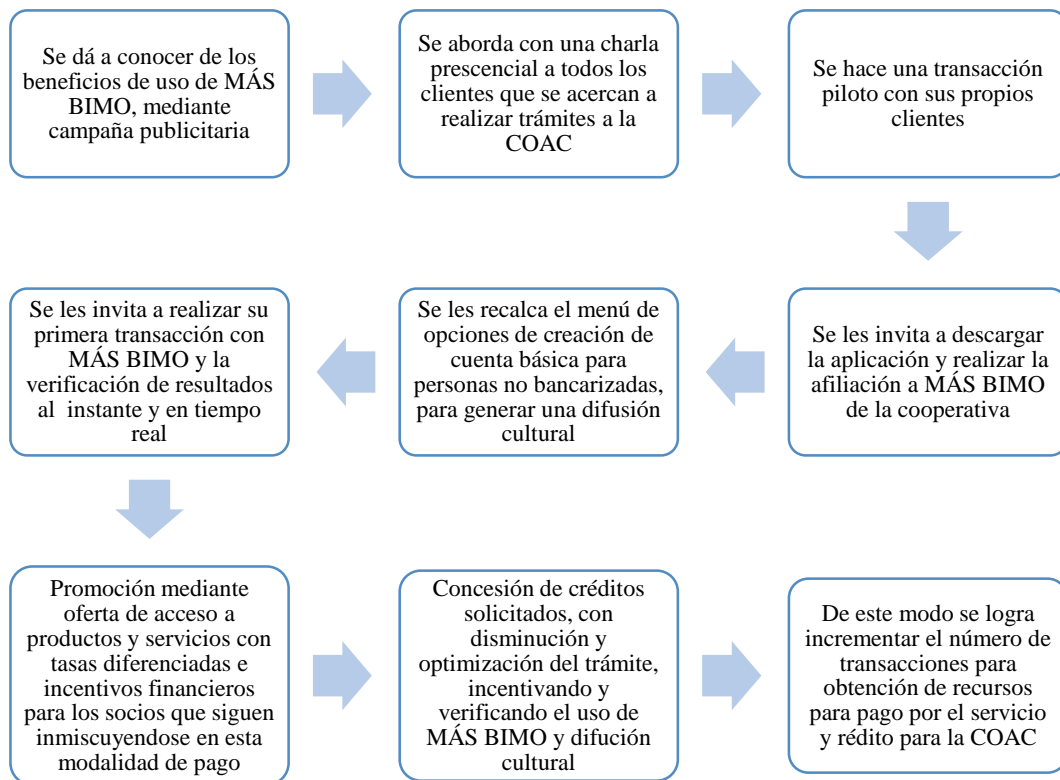 Se dá a conocer de los
beneficios de uso de MÁS
BIMO, mediante
campaña publicitaria
Se aborda con una charla
prescencial a todos los
clientes que se acercan a
realizar trámites a la
COAC
Se hace una transacción
piloto con sus propios
clientes
Se les invita a descargar
la aplicación y realizar la
afiliación a MÁS BIMO
de la cooperativa
Se les recalca el menú de
opciones de creación de
cuenta básica para
personas no bancarizadas,
para generar una difusión
cultural
Se les invita a realizar su
primera transacción con
MÁS BIMO y la
verificación de resultados
al instante y en tiempo
real
Promoción mediante
oferta de acceso a
productos y servicios con
tasas diferenciadas e
incentivos financieros
para los socios que siguen
inmiscuyendose en esta
modalidad de pago
Concesión de créditos
solicitados, con
disminución y
optimización del trámite,
incentivando y
verificando el uso de
MÁS BIMO y difución
cultural
De este modo se logra
incrementar el número de
transacciones para
obtención de recursos
para pago por el servicio
y rédito para la COAC